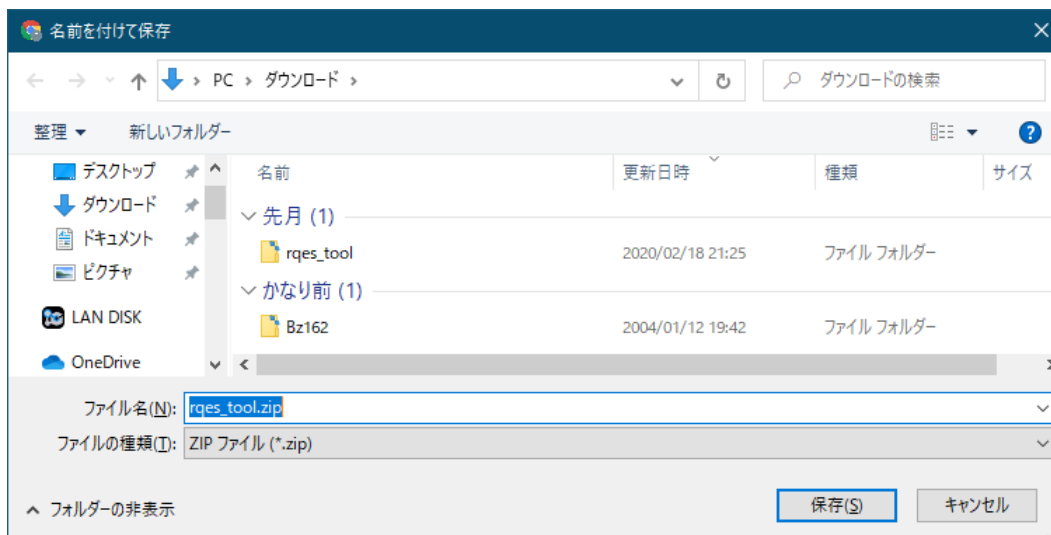 名前を付けて保存
PC › ダウンロード ›
ダウンロードの検索
整理 新しいフォルダー
デスクトップ
ダウンロード
ドキュメント
ピクチャ
LAN DISK
OneDrive
名前 更新日時 種類 サイズ
先月 (1)
rqes_tool 2020/02/18 21:25 ファイル フォルダー
かなり前 (1)
Bz162 2004/01/12 19:42 ファイル フォルダー
ファイル名(N): rqes_tool.zip
ファイルの種類(T): ZIP ファイル (*.zip)
フォルダーの非表示
保存(S) キャンセル